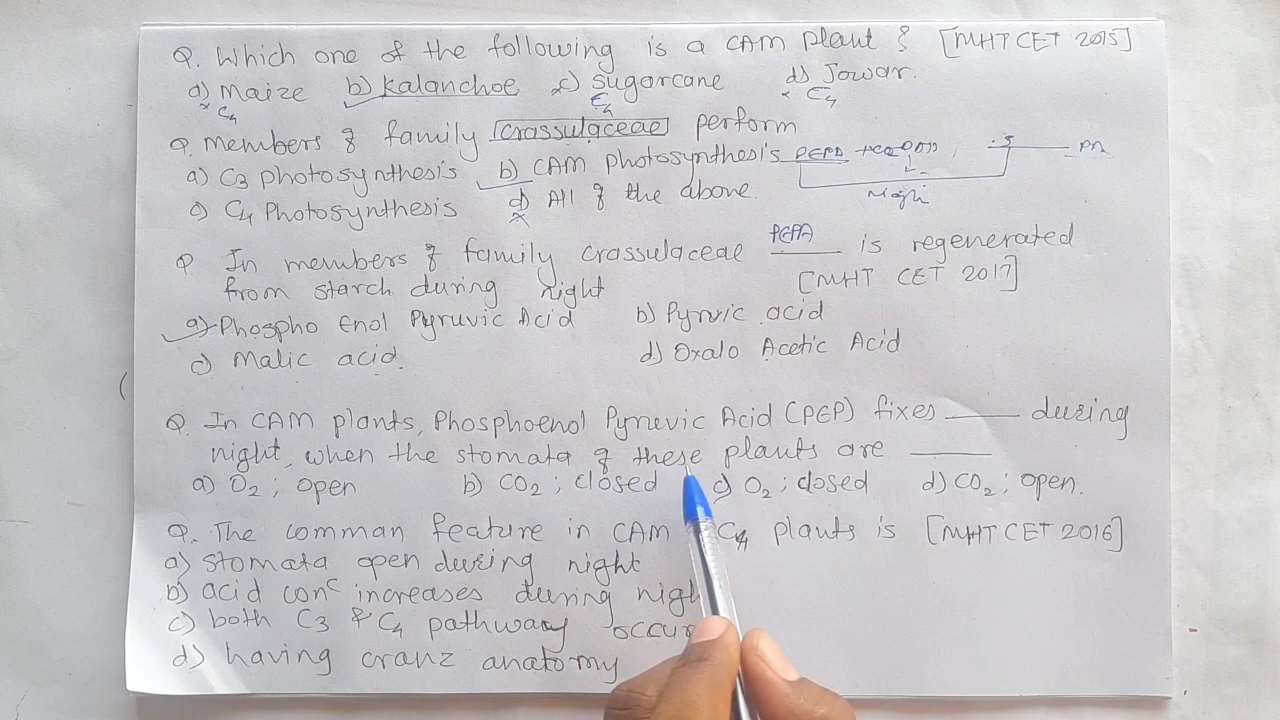 Q. Which one of the following is a CAM plant? [MHT CET 2015]
a) Maize b) Kalanchoe c) Sugarcane d) Jowar.
C4 C4 C4
Q. members of family crassulaceae perform
a) C3 photosynthesis b) CAM photosynthesis PEPA
c) C4 Photosynthesis d) All of the above. Night
PEPA
Q In members of family crassulaceae ____ is regenerated
from starch during night [MHT CET 2017]
a) Phospho Enol Pyruvic Acid b) Pyruvic acid
c) Malic acid. d) Oxalo Acetic Acid
Q. In CAM plants, Phosphoenol Pyruvic Acid (PEP) fixes ____ during
night, when the stomata of these plants are ____
a) O2; open b) CO2; closed c) O2; closed d) CO2; open.
Q. The comman feature in CAM C4 plants is [MHT CET 2016]
a) stomata open during night
b) acid conc increases during nigh
c) both C3 & C4 pathway occur
d) having cranz anatomy